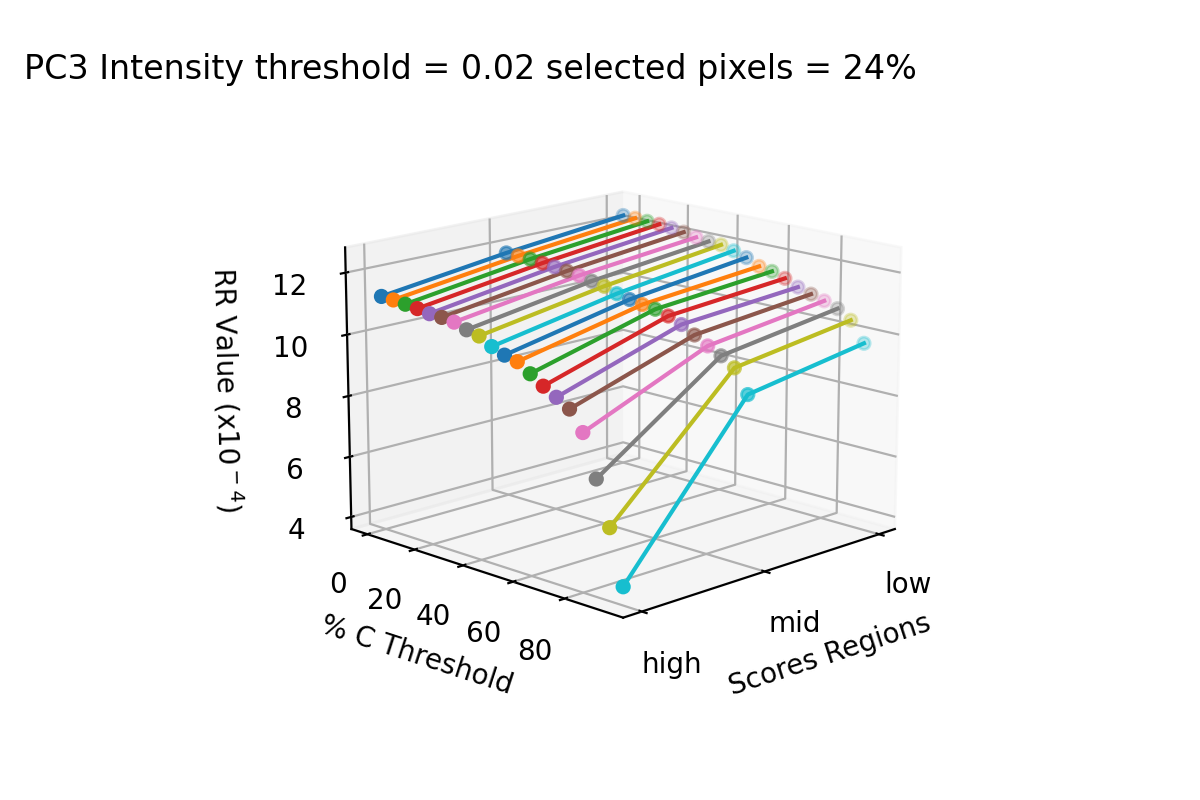 PC3 Intensity threshold = 0.02 selected pixels = 24%
12
10
8
6
4
RR Value (x10⁻⁴)
0
20
40
60
80
% C Threshold
high
mid
low
Scores Regions